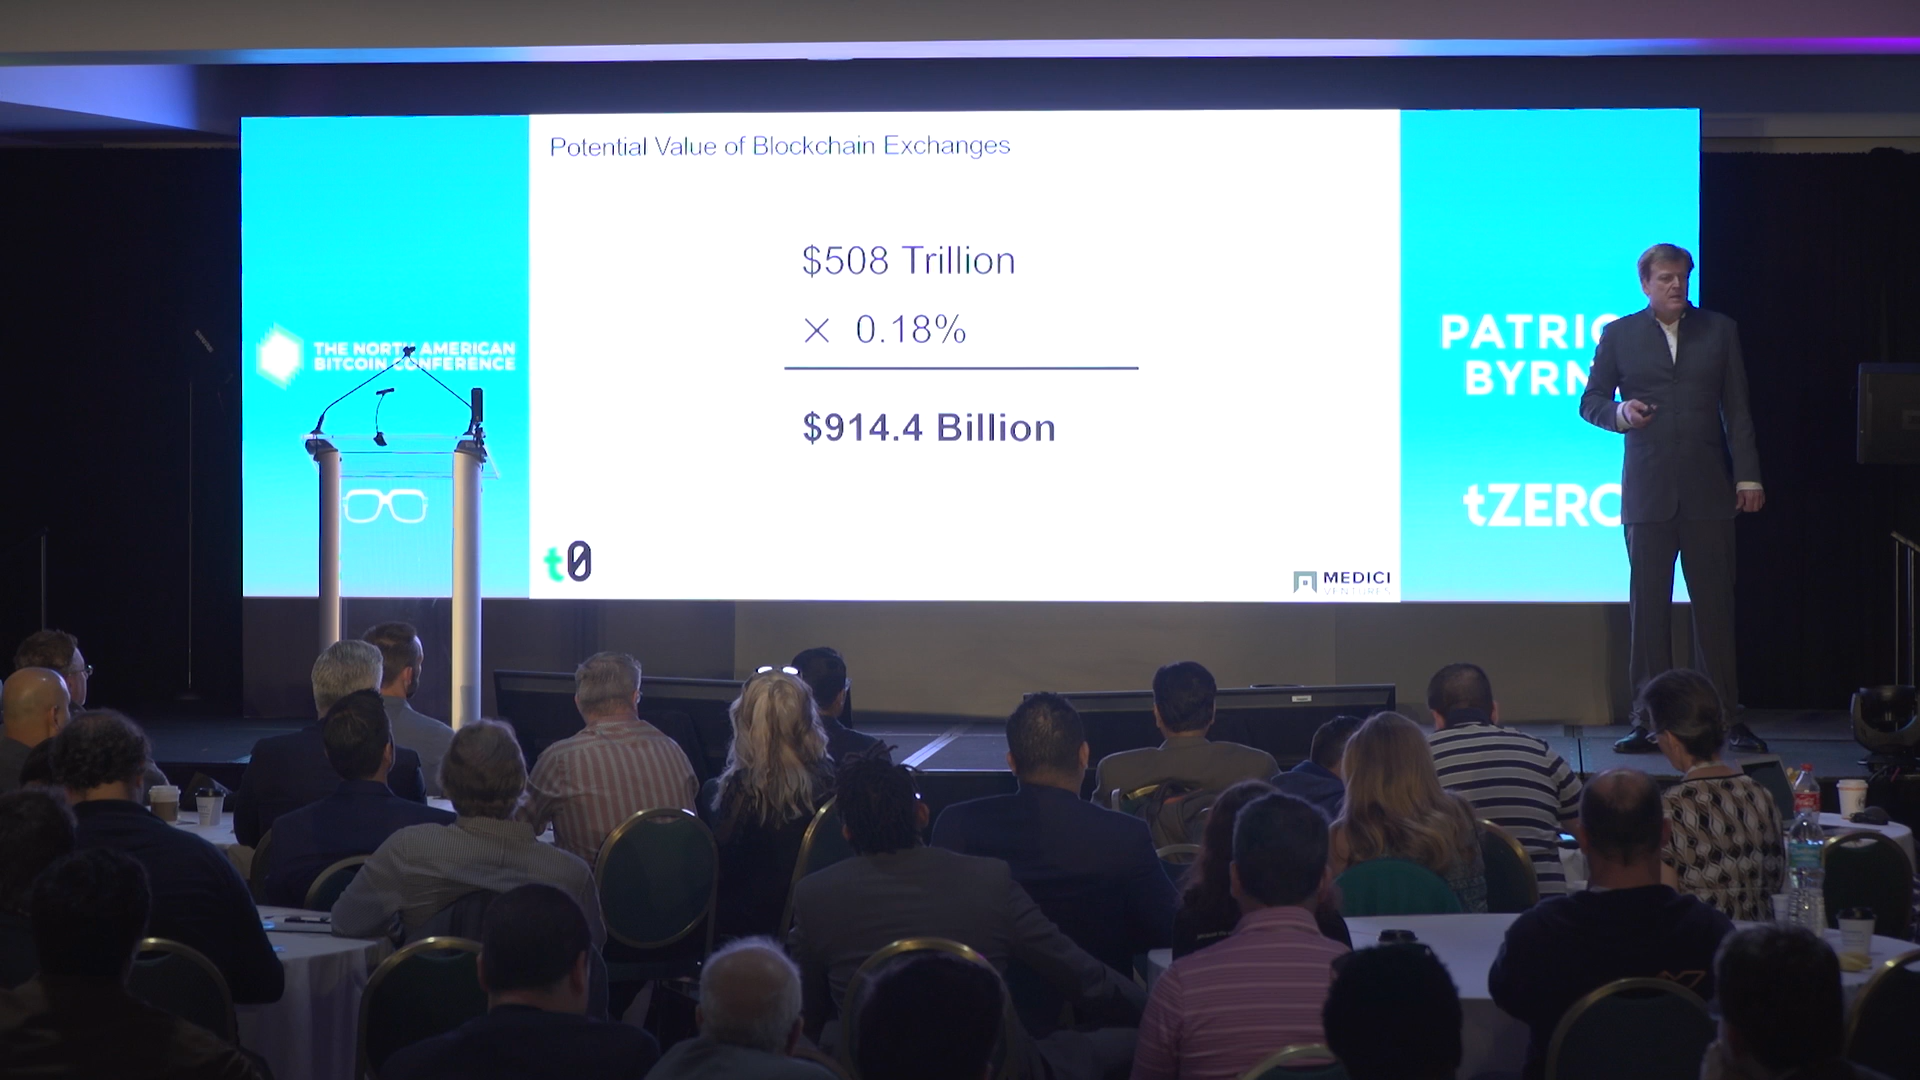 Potential Value of Blockchain Exchanges
$508 Trillion
× 0.18%
$914.4 Billion
THE NORTH AMERICAN
BITCOIN CONFERENCE
PATRIC
BYRN
tZERO
t0
MEDICI
VENTURES